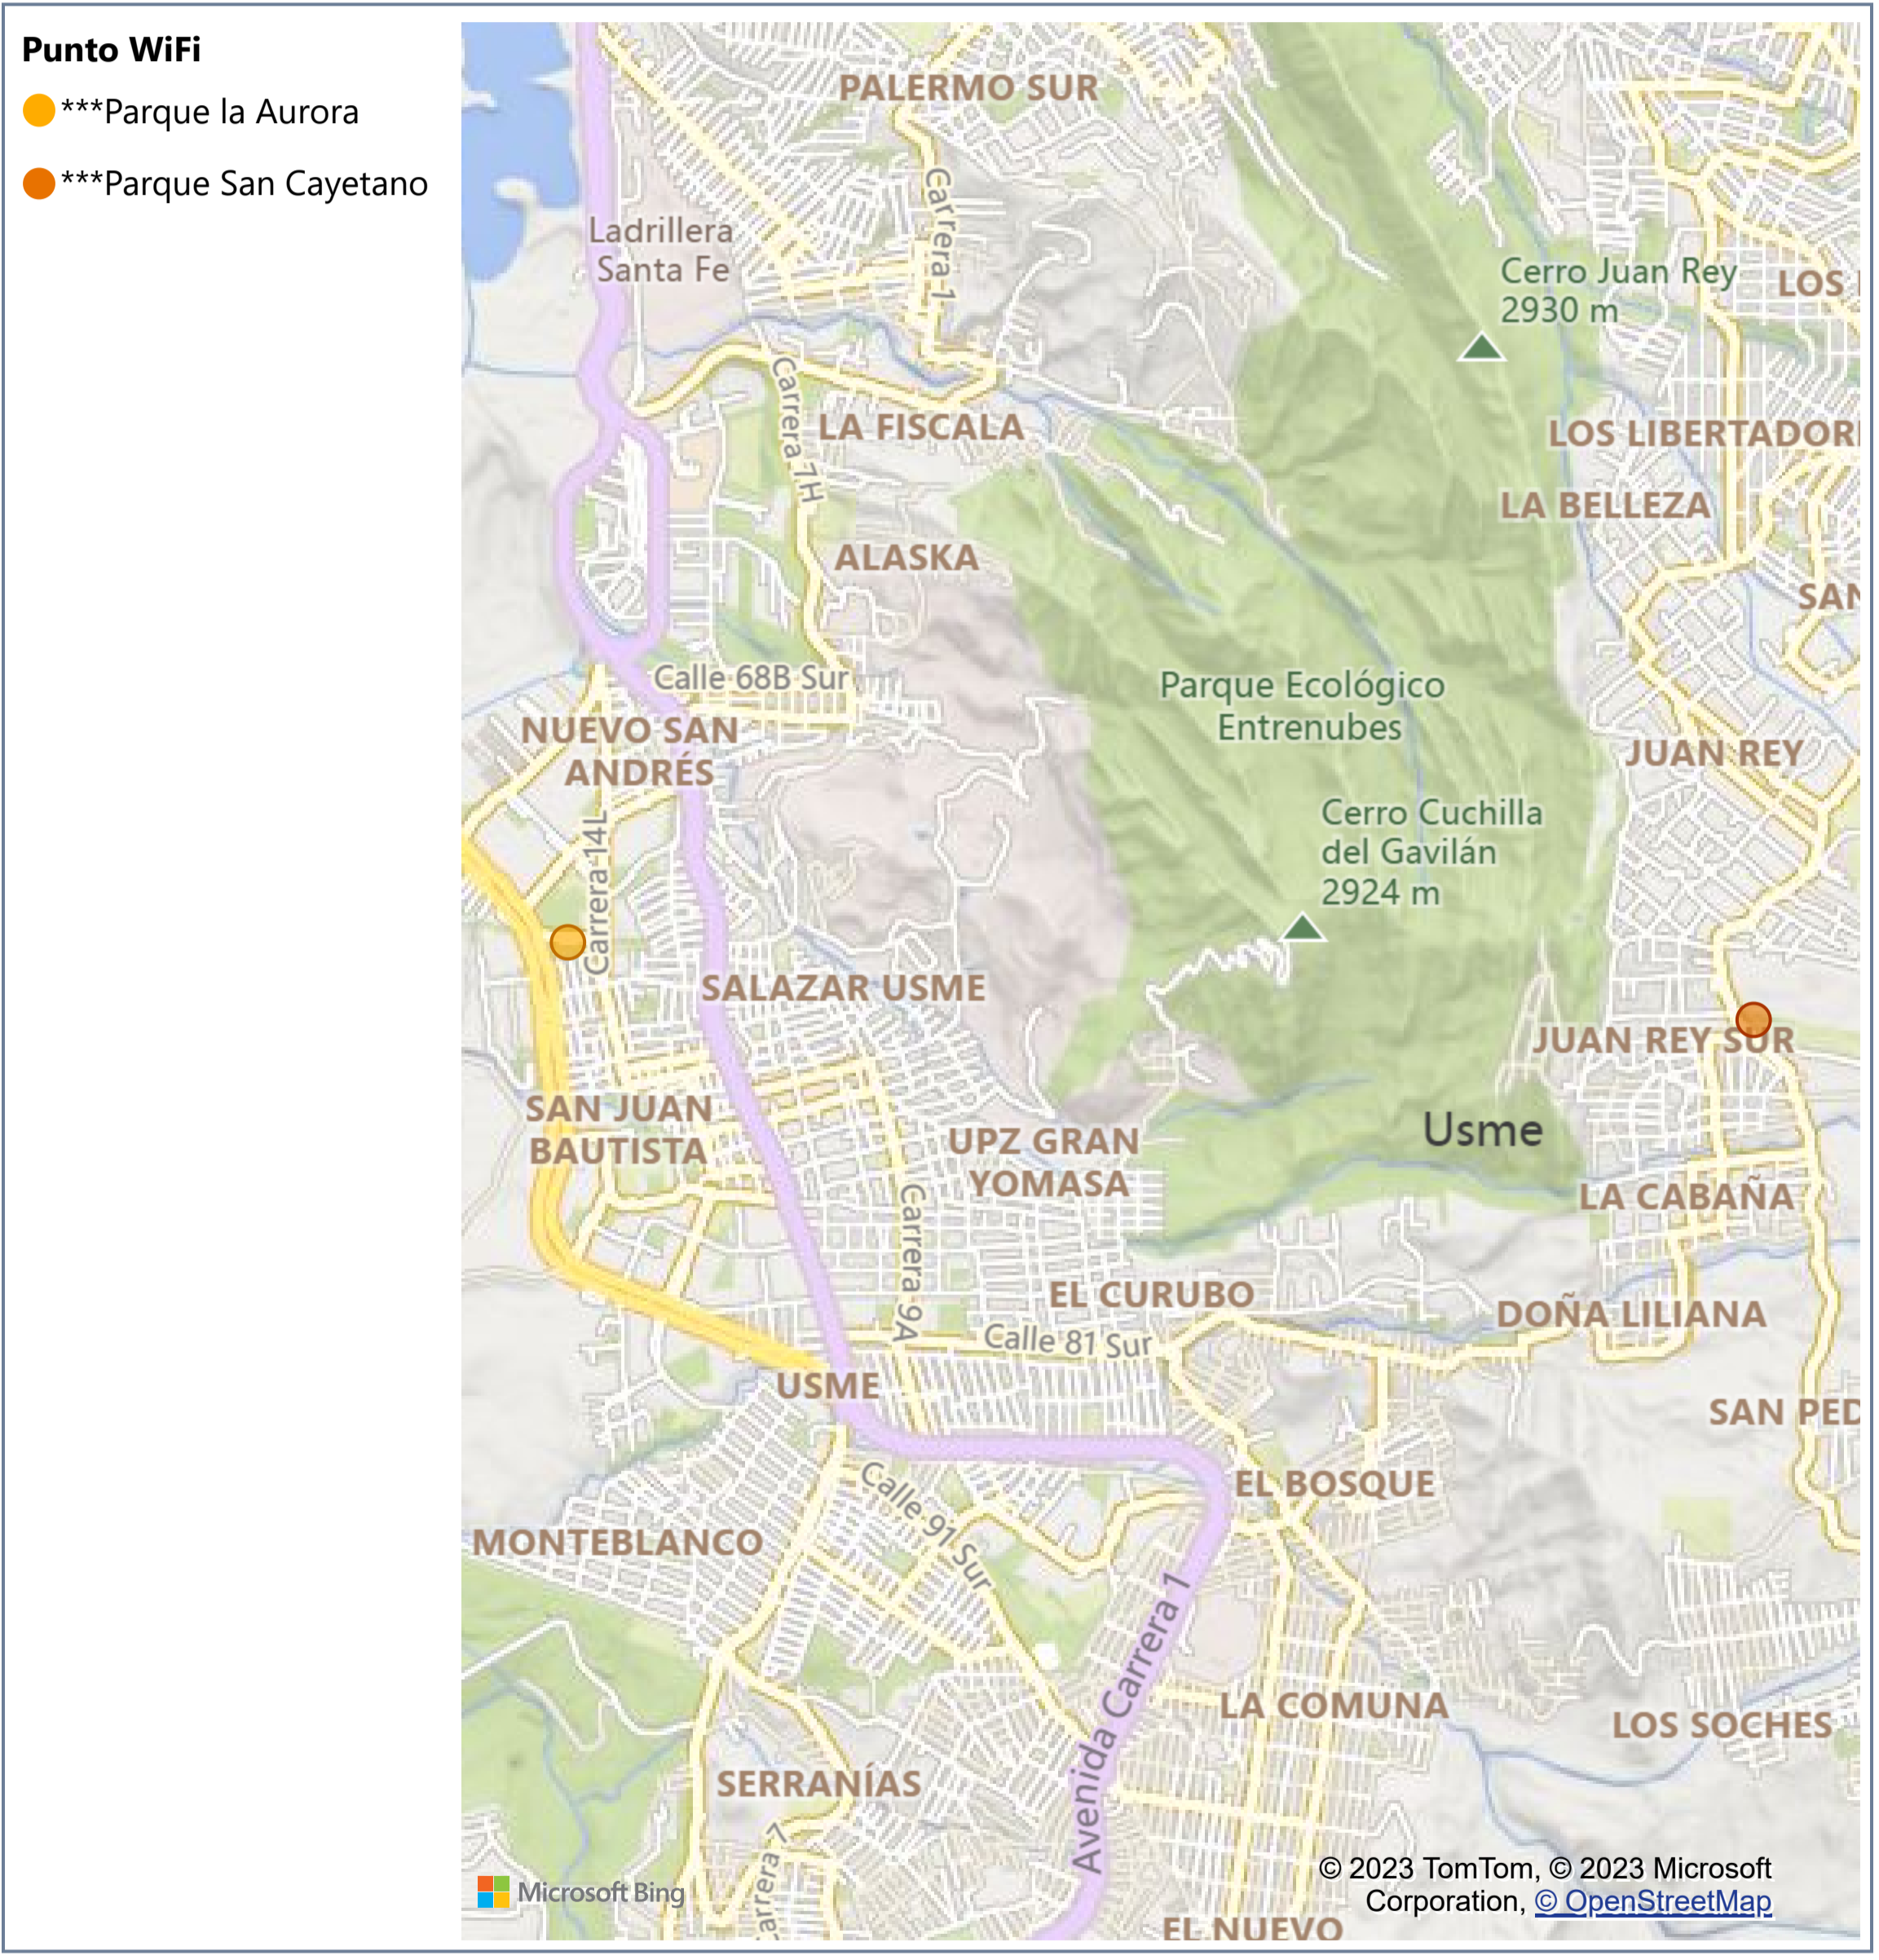 Punto WiFi
***Parque la Aurora
***Parque San Cayetano
PALERMO SUR
Carrera 1
Ladrillera
Santa Fe
Cerro Juan Rey
2930 m
LOS
Carrera 7H
LA FISCALA
LOS LIBERTADOR
LA BELLEZA
ALASKA
SAN
Calle 68B Sur
Parque Ecológico
Entrenubes
NUEVO SAN
ANDRÉS
JUAN REY
Cerro Cuchilla
del Gavilán
2924 m
Carrera 14L
SALAZAR USME
JUAN REY SUR
SAN JUAN
BAUTISTA
Usme
UPZ GRAN
YOMASA
LA CABAÑA
Carrera 9A
EL CURUBO
DOÑA LILIANA
Calle 81 Sur
USME
SAN PED
Calle 91 Sur
EL BOSQUE
MONTEBLANCO
Avenida Carrera 1
LA COMUNA
LOS SOCHES
SERRANÍAS
arrera 7
© 2023 TomTom, © 2023 Microsoft
Corporation, © OpenStreetMap
Microsoft Bing
EL NUEVO